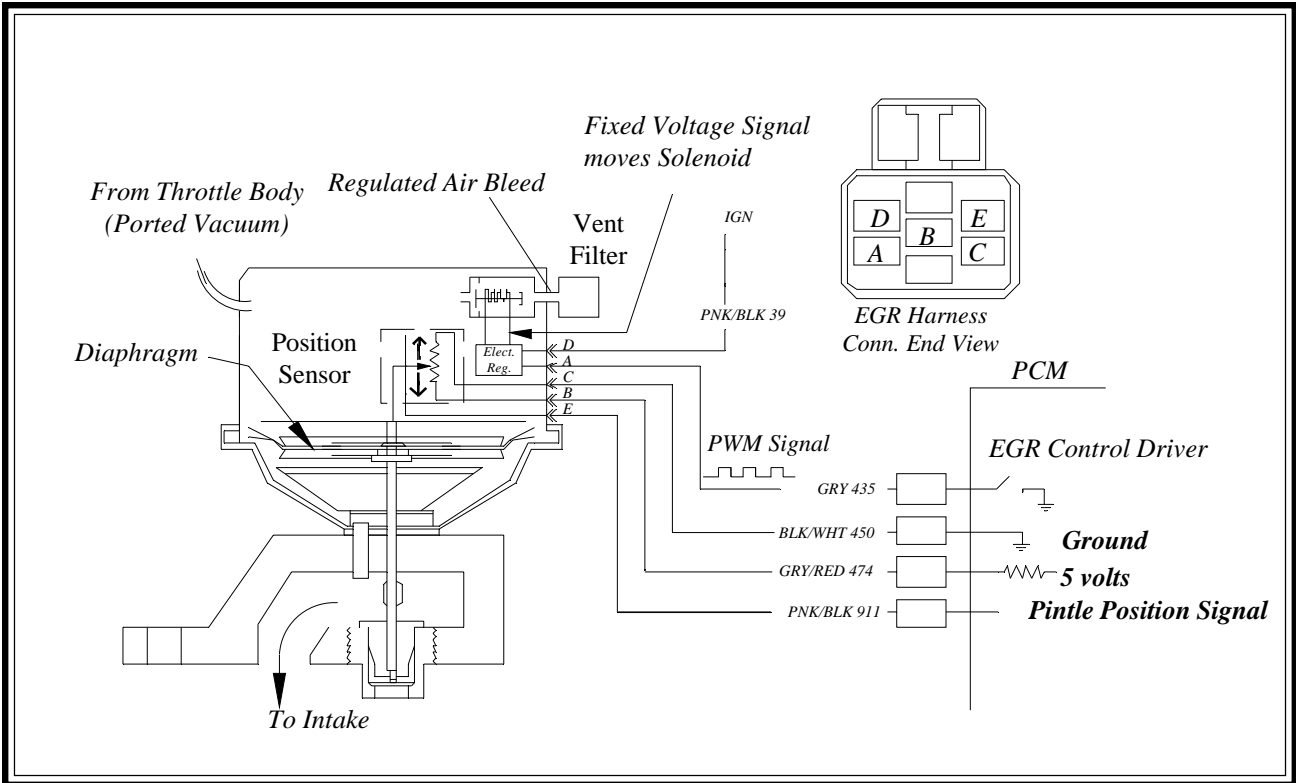 Fixed Voltage Signal
moves Solenoid
From Throttle Body
(Ported Vacuum)
Regulated Air Bleed
Vent
Filter
IGN
D
E
B
A
C
PNK/BLK 39
EGR Harness
Conn. End View
Diaphragm
Position
Sensor
Elect.
Reg.
D
A
C
B
E
PCM
PWM Signal
EGR Control Driver
GRY 435
BLK/WHT 450
Ground
GRY/RED 474
5 volts
PNK/BLK 911
Pintle Position Signal
To Intake